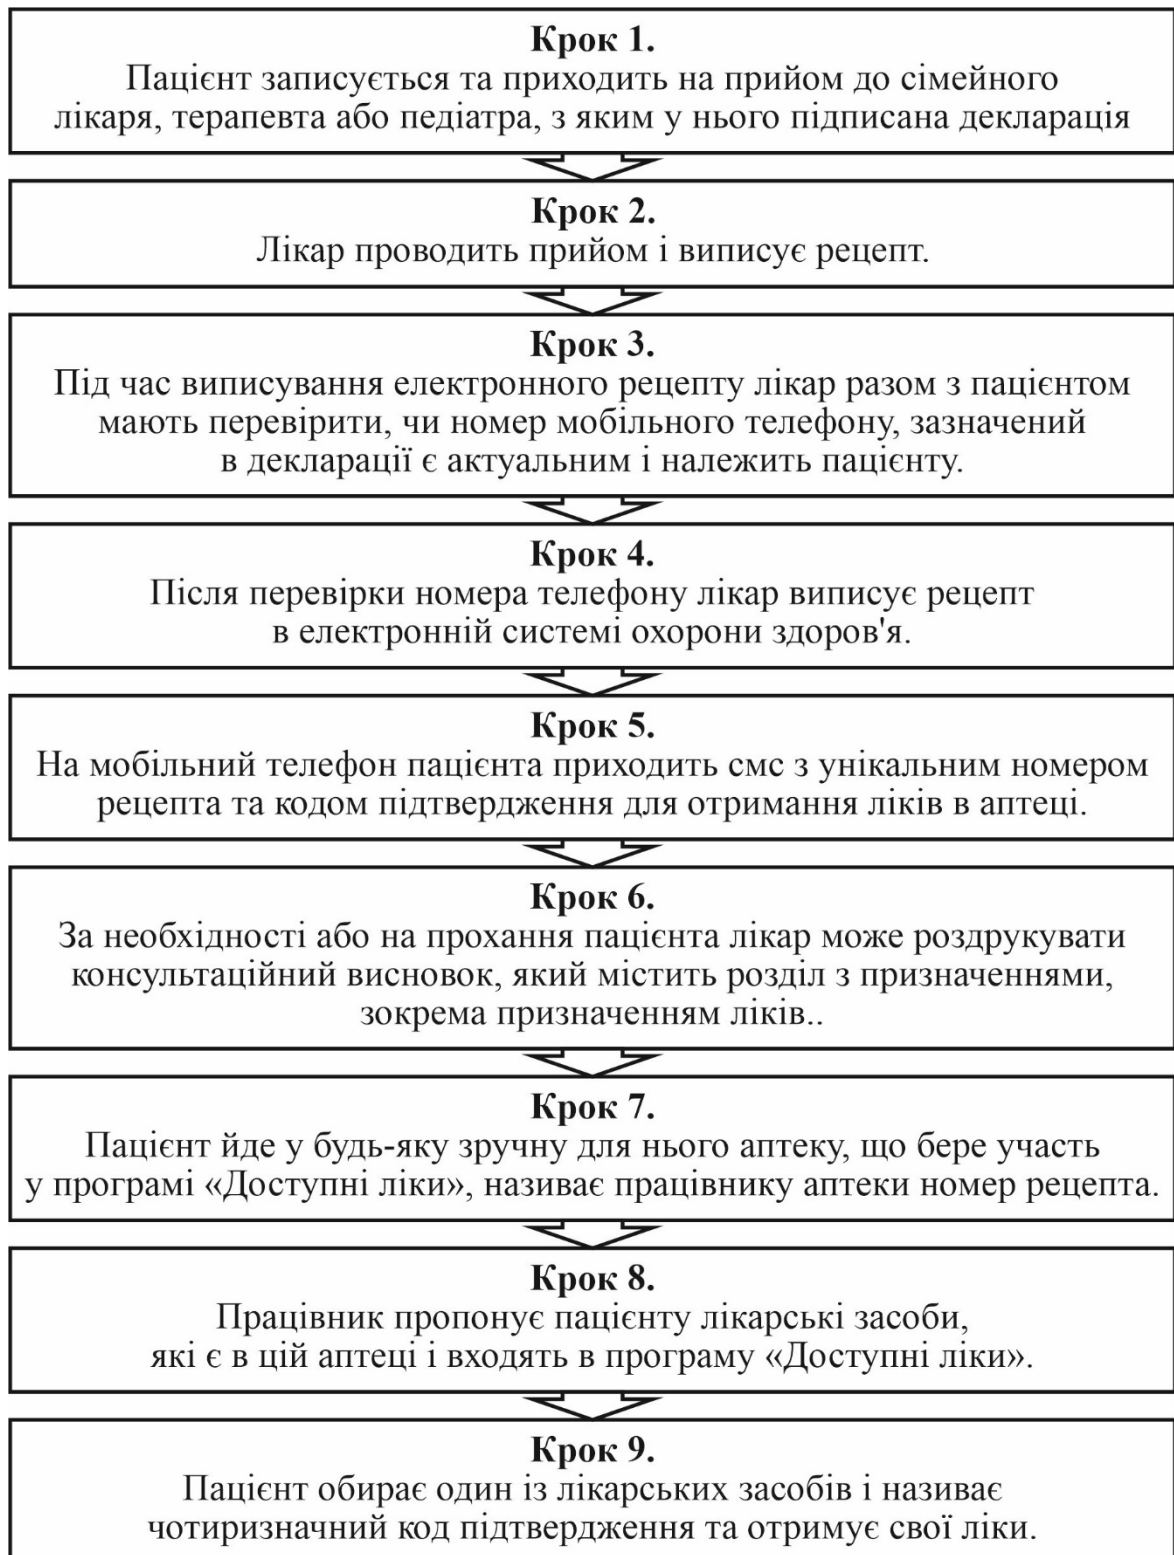 Крок 1.
Пацієнт записується та приходить на прийом до сімейного
лікаря, терапевта або педіатра, з яким у нього підписана декларація
Крок 2.
Лікар проводить прийом і виписує рецепт.
Крок 3.
Під час виписування електронного рецепту лікар разом з пацієнтом
мають перевірити, чи номер мобільного телефону, зазначений
в декларації є актуальним і належить пацієнту.
Крок 4.
Після перевірки номера телефону лікар виписує рецепт
в електронній системі охорони здоров'я.
Крок 5.
На мобільний телефон пацієнта приходить смс з унікальним номером
рецепта та кодом підтвердження для отримання ліків в аптеці.
Крок 6.
За необхідності або на прохання пацієнта лікар може роздрукувати
консультаційний висновок, який містить розділ з призначеннями,
зокрема призначенням ліків..
Крок 7.
Пацієнт йде у будь-яку зручну для нього аптеку, що бере участь
у програмі «Доступні ліки», називає працівнику аптеки номер рецепта.
Крок 8.
Працівник пропонує пацієнту лікарські засоби,
які є в цій аптеці і входять в програму «Доступні ліки».
Крок 9.
Пацієнт обирає один із лікарських засобів і називає
чотиризначний код підтвердження та отримує свої ліки.